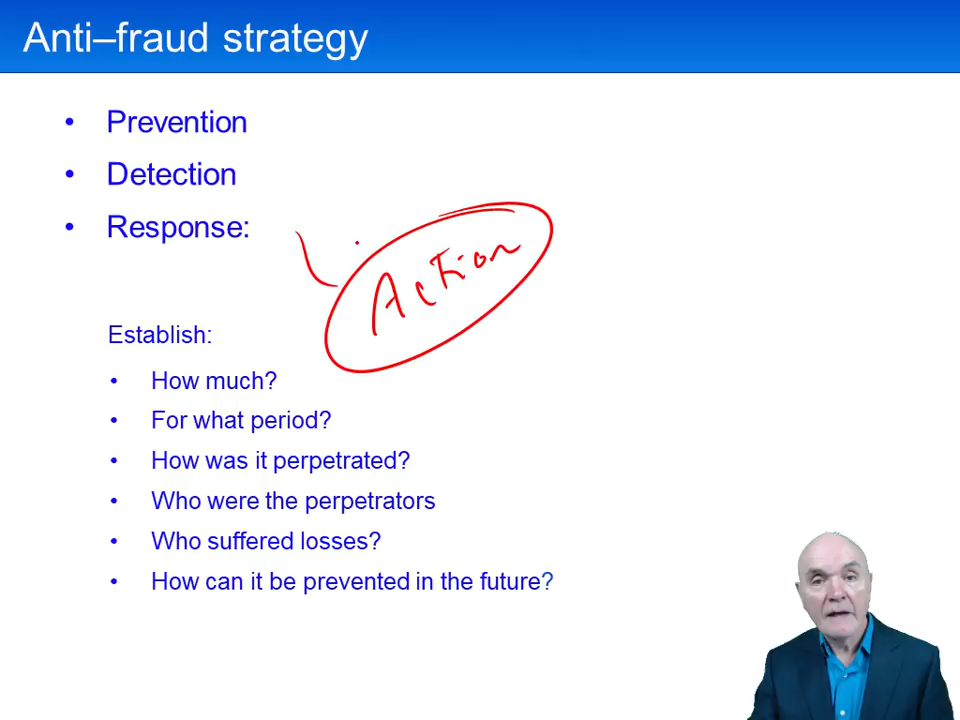 Anti–fraud strategy
• Prevention
• Detection
• Response:
Action
Establish:
• How much?
• For what period?
• How was it perpetrated?
• Who were the perpetrators
• Who suffered losses?
• How can it be prevented in the future?